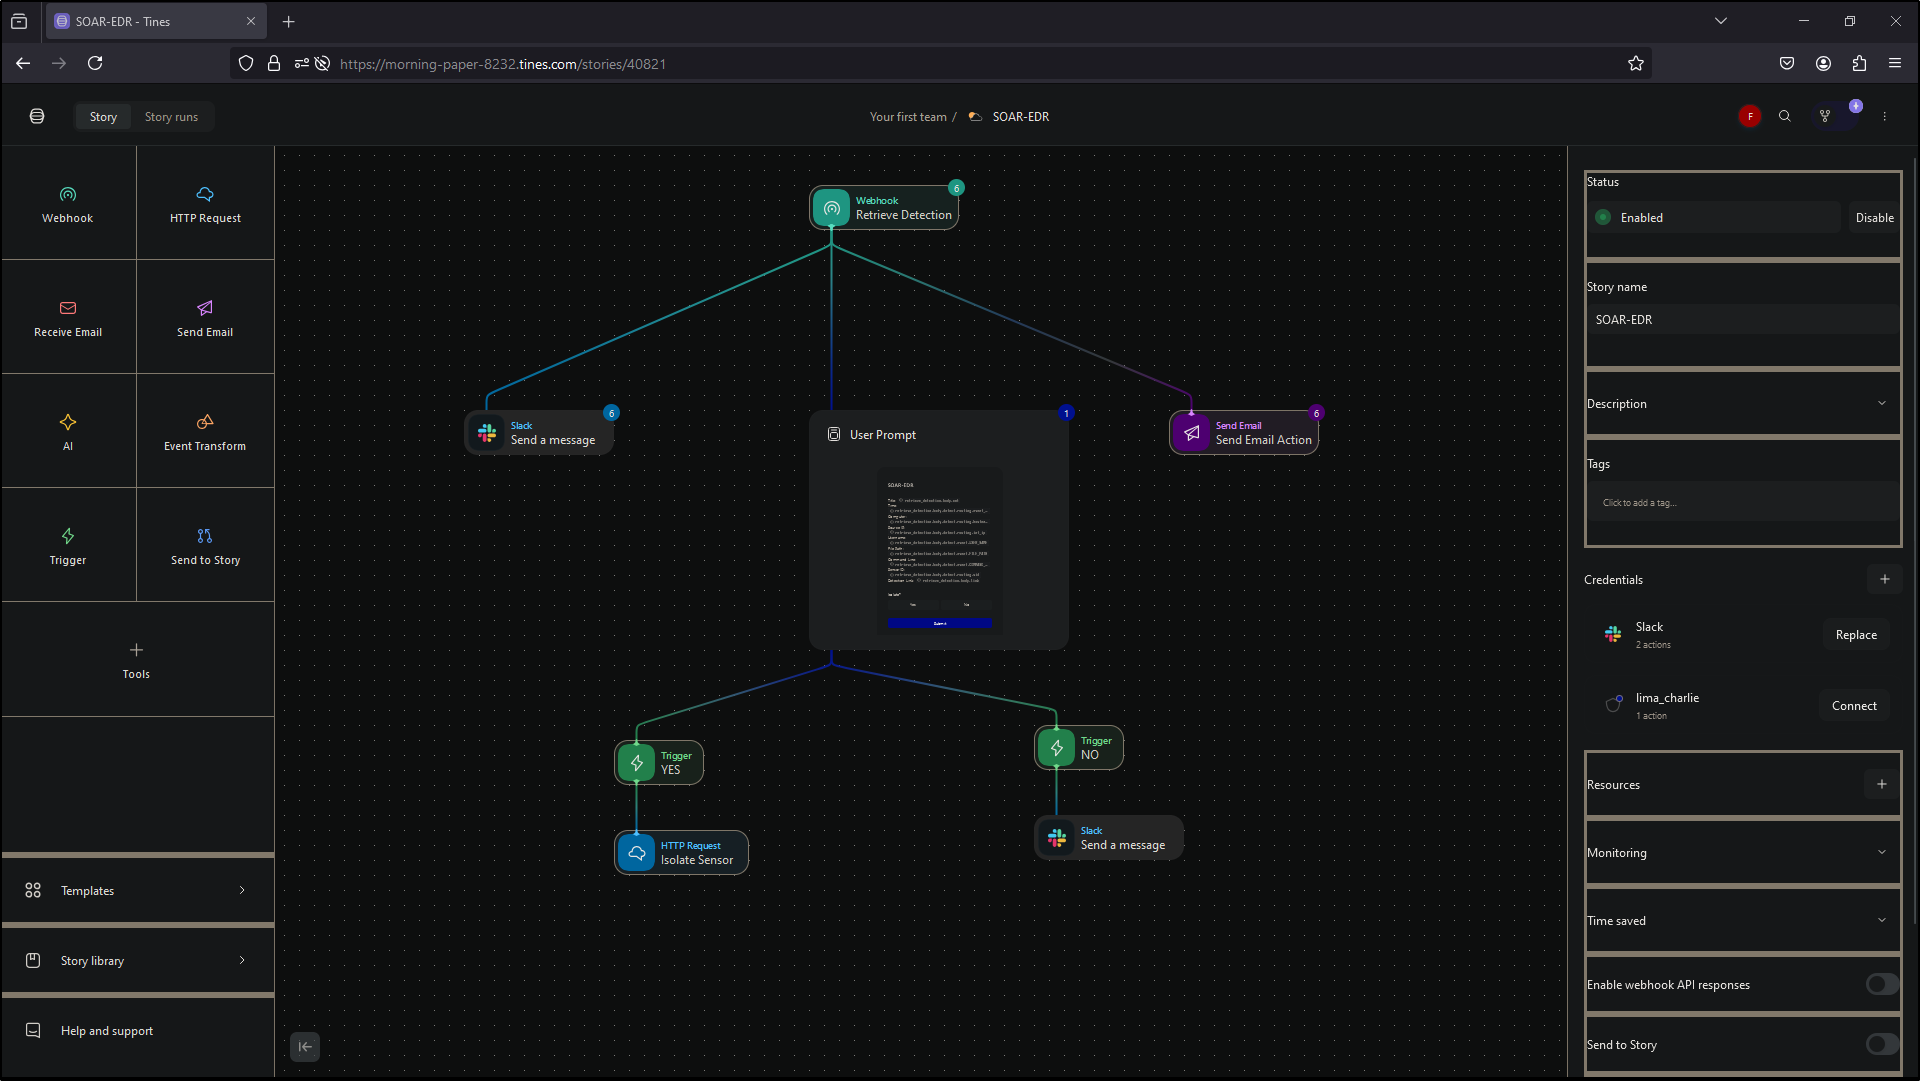 SOAR-EDR - Tines
https://morning-paper-8232.tines.com/stories/40821
Story
Story runs
Your first team /
SOAR-EDR
F
Webhook
HTTP Request
Receive Email
Send Email
AI
Event Transform
Trigger
Send to Story
Tools
Templates
Story library
Help and support
6
Webhook
Retrieve Detection
6
Slack
Send a message
1
User Prompt
SOAR-EDR
Yes
No
Submit
6
Send Email
Send Email Action
Trigger
YES
HTTP Request
Isolate Sensor
Trigger
NO
Slack
Send a message
Status
Enabled
Disable
Story name
SOAR-EDR
Description
Tags
Click to add a tag...
Credentials
Slack
2 actions
Replace
lima_charlie
1 action
Connect
Resources
Monitoring
Time saved
Enable webhook API responses
Send to Story